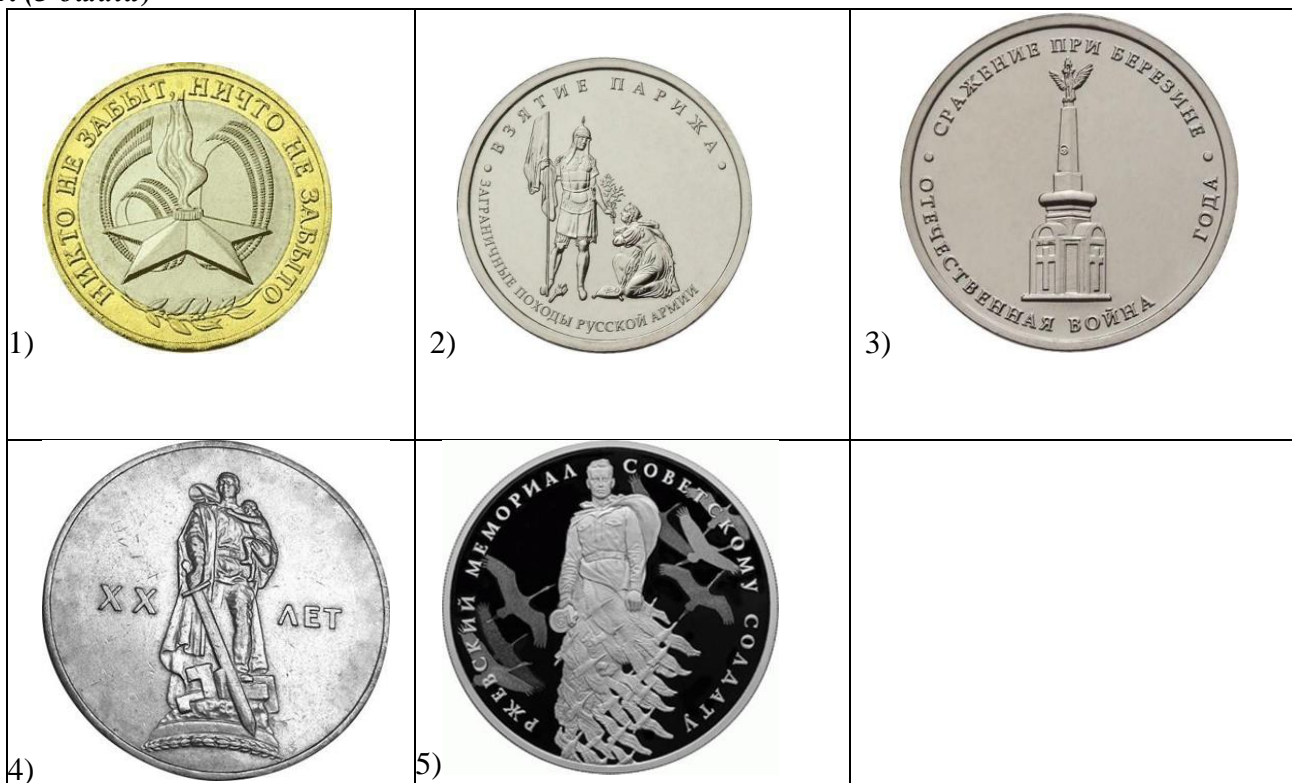 1)
НИКТО НЕ ЗАБЫТ, НИЧТО НЕ ЗАБЫТО
2)
• ВЗЯТИЕ ПАРИЖА •
ЗАГРАНИЧНЫЕ ПОХОДЫ РУССКОЙ АРМИИ
3)
• СРАЖЕНИЕ ПРИ БЕРЕЗИНЕ •
ОТЕЧЕСТВЕННАЯ ВОЙНА ГОДА
4)
XX ЛЕТ
5)
РЖЕВСКИЙ МЕМОРИАЛ СОВЕТСКОМУ СОЛДАТУ